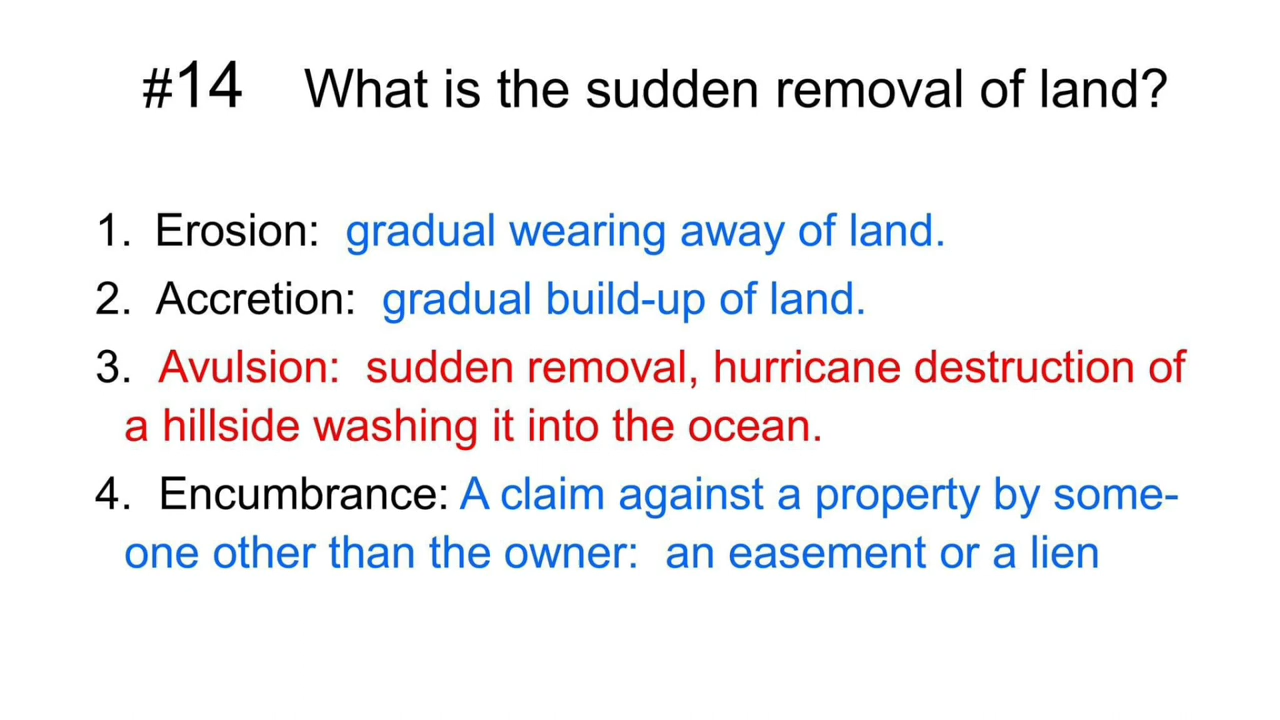 #14 What is the sudden removal of land?
1. Erosion: gradual wearing away of land.
2. Accretion: gradual build-up of land.
3. Avulsion: sudden removal, hurricane destruction of
a hillside washing it into the ocean.
4. Encumbrance: A claim against a property by some-
one other than the owner: an easement or a lien